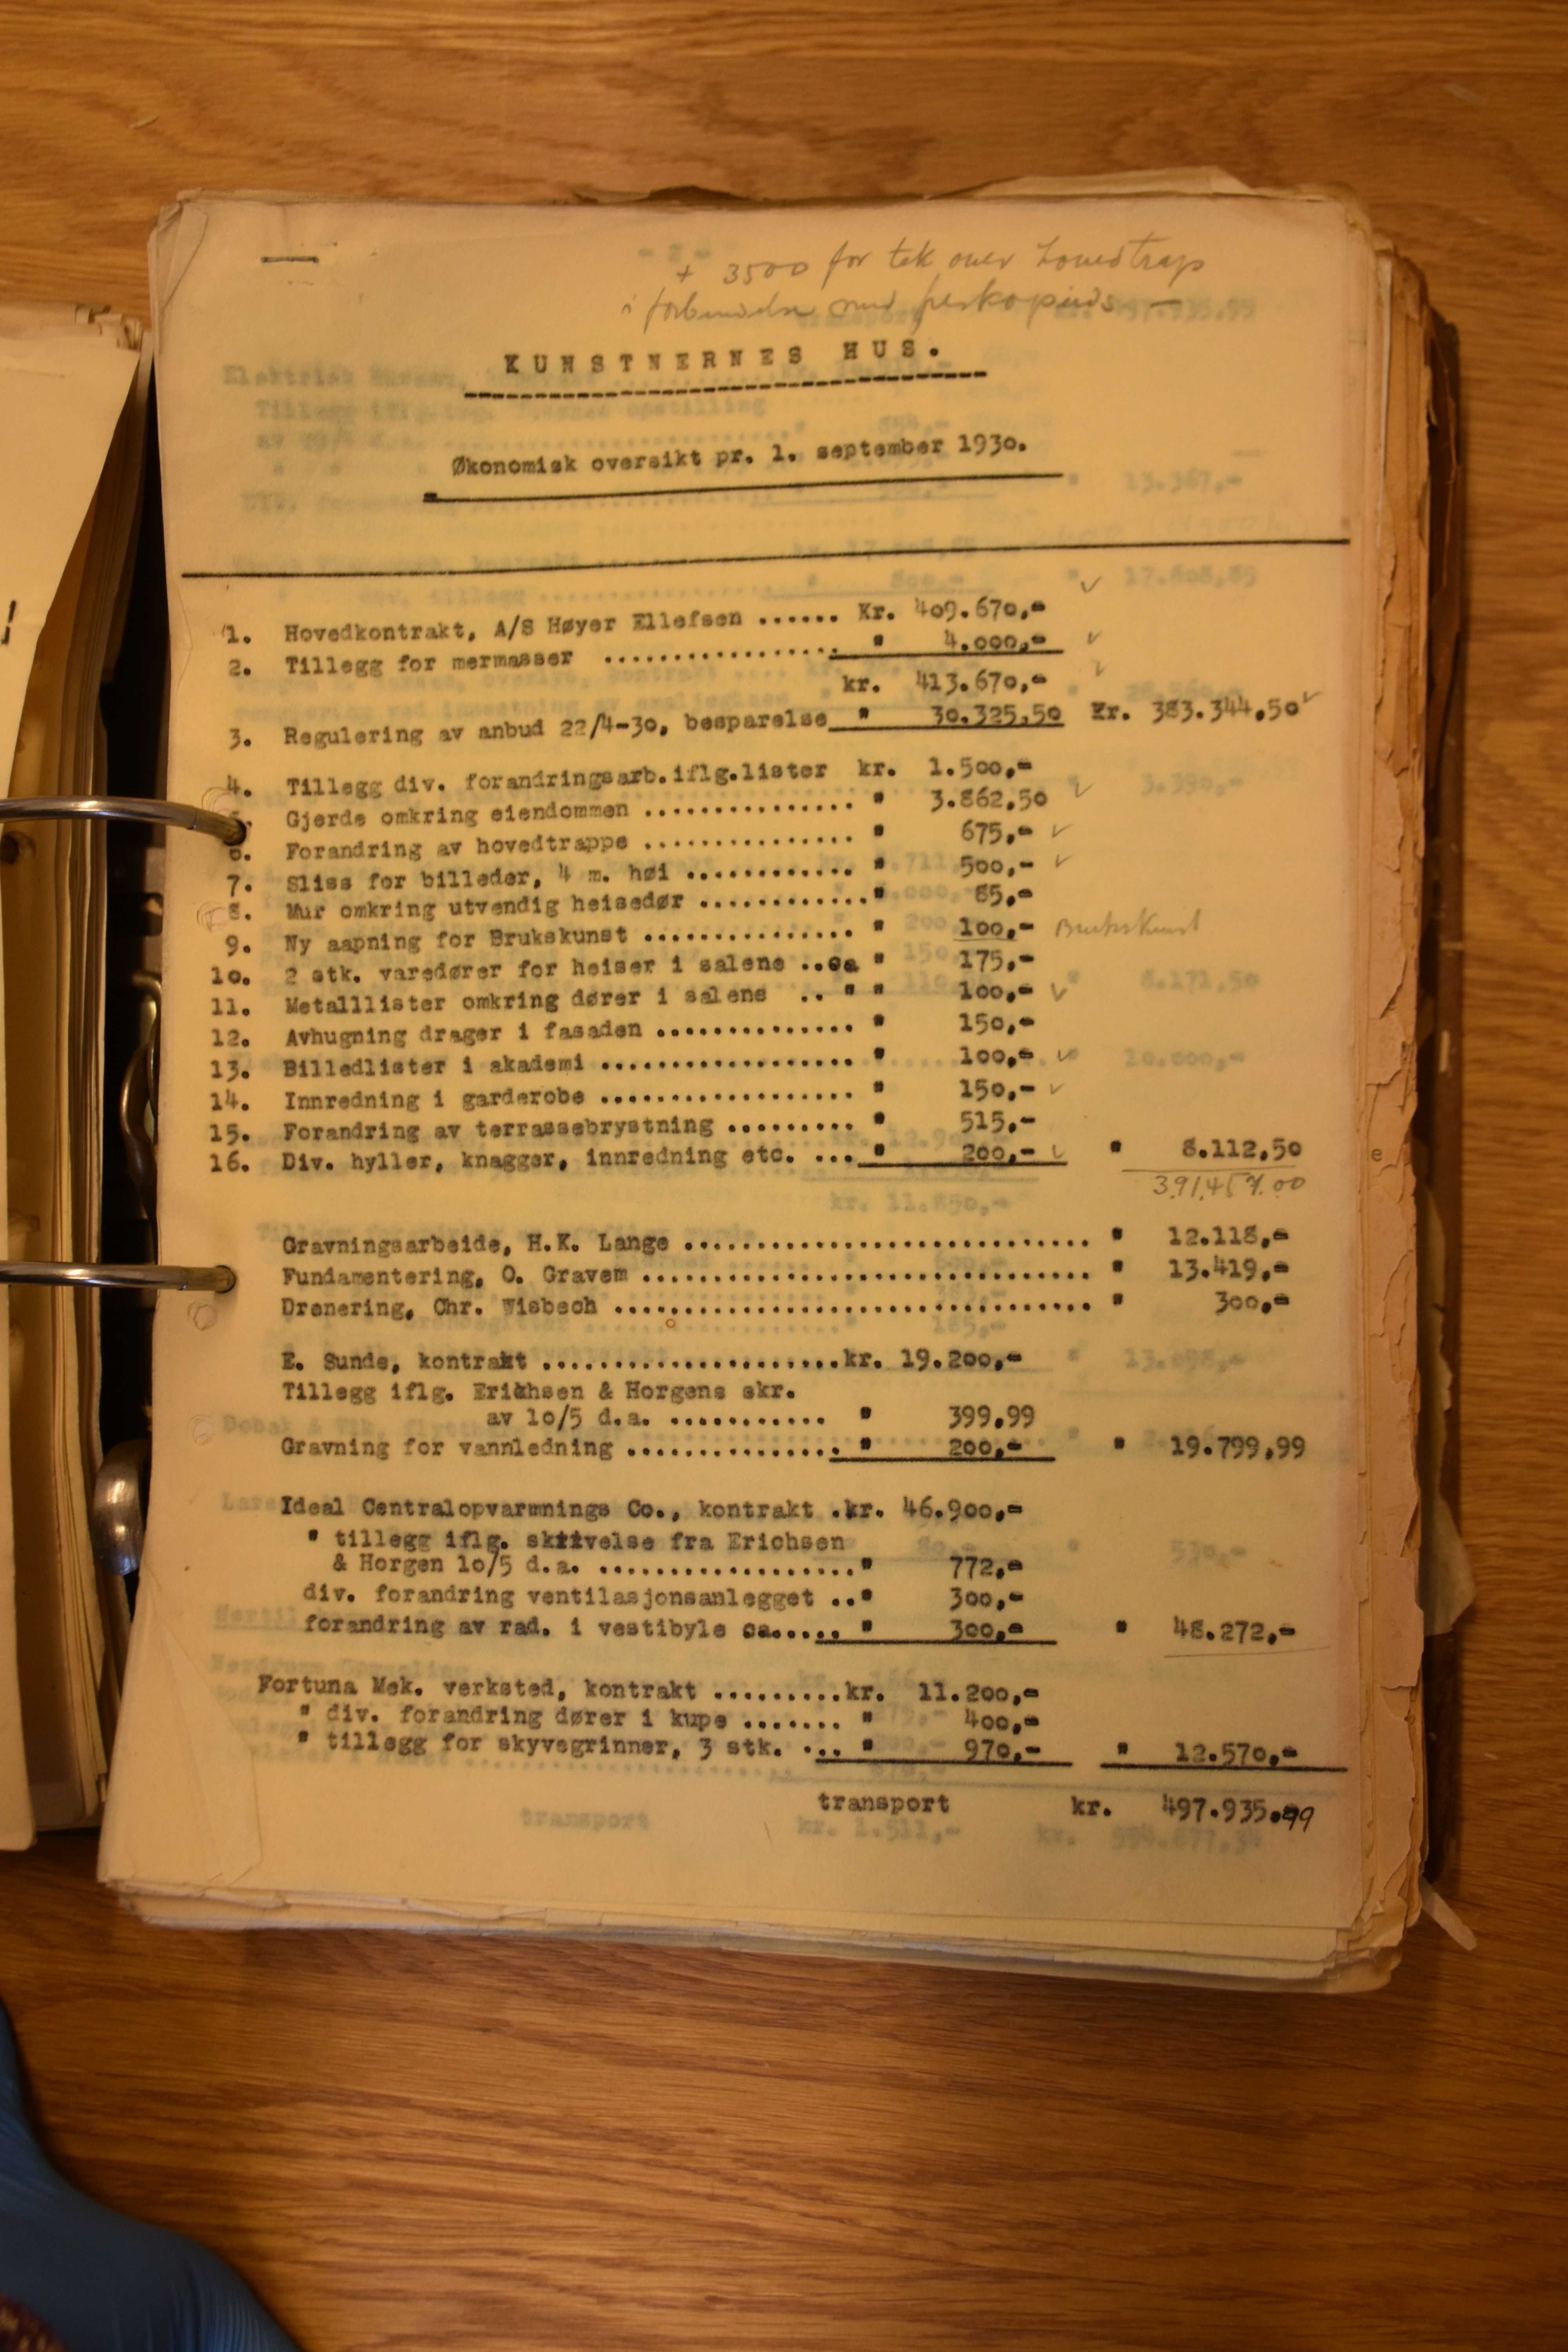 + 3500 for tak over hovedtrap
i forbindelse med
KUNSTNERNES HUS.
Økonomisk oversikt pr. 1. september 1930.
1. Hovedkontrakt, A/S Høyer Ellefsen ...... Kr. 409.670,-
2. Tillegg for mermasser ................. " 4.000,-
kr. 413.670,-
3. Regulering av anbud 22/4-30, besparelse " 30.325,50 Kr. 383.344.50
4. Tillegg div. forandringsarb.iflg.lister kr. 1.500,-
5. Gjerde omkring eiendommen ............... " 3.862,50
6. Forandring av hovedtrappe ............... " 675,-
7. Sliss for billeder, 4 m. høi ............ " 500,-
8. Mur omkring utvendig heisedør ............." 85,-
9. Ny aapning for Brukskunst ............... " 100,- Brukskunst
10. 2 stk. varedører for heiser i salene ..ca " 175,-
11. Metalllister omkring dører i salene .. " " 100,-
12. Avhugning drager i fasaden .............. " 150,-
13. Billedlister i akademi .................. " 100,-
14. Innredning i garderobe .................. " 150,-
15. Forandring av terrassebrystning ......... " 515,-
16. Div. hyller, knagger, innredning etc. ... " 200,- " 8.112,50
391,457.00
Gravningsarbeide, H.K. Lange ............................. " 12.118,-
Fundamentering, O. Gravem ................................ " 13.419,-
Drenering, Chr. Wisbech .................................. " 300,-
E. Sunde, kontrakt .....................kr. 19.200,-
Tillegg iflg. Erichsen & Horgens skr.
av 10/5 d.a. ........... " 399,99
Gravning for vannledning ............... " 200,- " 19.799,99
Ideal Centralopvarmnings Co., kontrakt .kr. 46.900,-
" tillegg iflg. skrivelse fra Erichsen
& Horgen 10/5 d.a. ..................." 772,-
div. forandring ventilasjonsanlegget .." 300,-
forandring av rad. i vestibyle ca..... " 300,- " 48.272,-
Fortuna Mek. verksted, kontrakt .........kr. 11.200,-
" div. forandring dører i kupe ....... " 400,-
" tillegg for skyvegrinner, 3 stk. ... " 970,- " 12.570,-
transport kr. 497.935.99